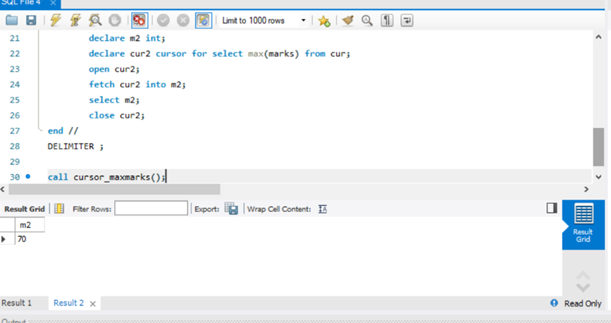 SQL File 4 ×
Limit to 1000 rows
21 declare m2 int;
22 declare cur2 cursor for select max(marks) from cur;
23 open cur2;
24 fetch cur2 into m2;
25 select m2;
26 close cur2;
27 end //
28 DELIMITER ;
29
30 call cursor_maxmarks();
Result Grid Filter Rows: Export: Wrap Cell Content:
m2
70
Result
Grid
Result 1 Result 2 × Read Only
Output